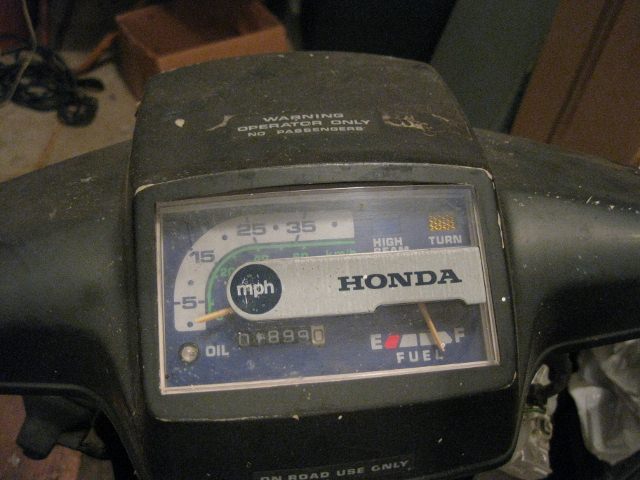 WARNING
OPERATOR ONLY
NO PASSENGERS
25 35
15
5
HIGH
BEAM
TURN
mph
HONDA
OIL
E F
FUEL
ON ROAD USE ONLY